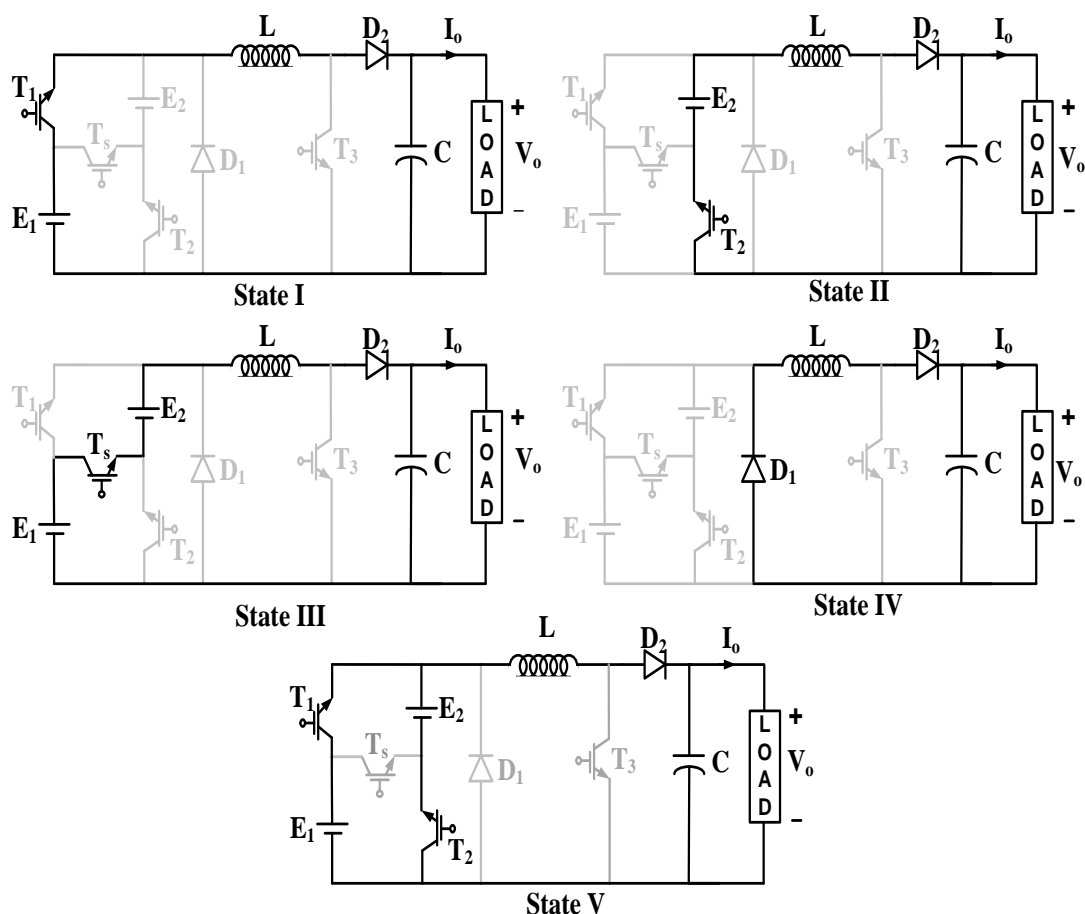 L D₂ Iₒ
T₁ E₂ Tₛ D₁ T₃ C LOAD + Vₒ −
E₁ T₂
State I
L D₂ Iₒ
T₁ E₂ Tₛ D₁ T₃ C LOAD + Vₒ −
E₁ T₂
State II
L D₂ Iₒ
T₁ E₂ Tₛ D₁ T₃ C LOAD + Vₒ −
E₁ T₂
State III
L D₂ Iₒ
T₁ E₂ Tₛ D₁ T₃ C LOAD + Vₒ −
E₁ T₂
State IV
L D₂ Iₒ
T₁ E₂ Tₛ D₁ T₃ C LOAD + Vₒ −
E₁ T₂
State V